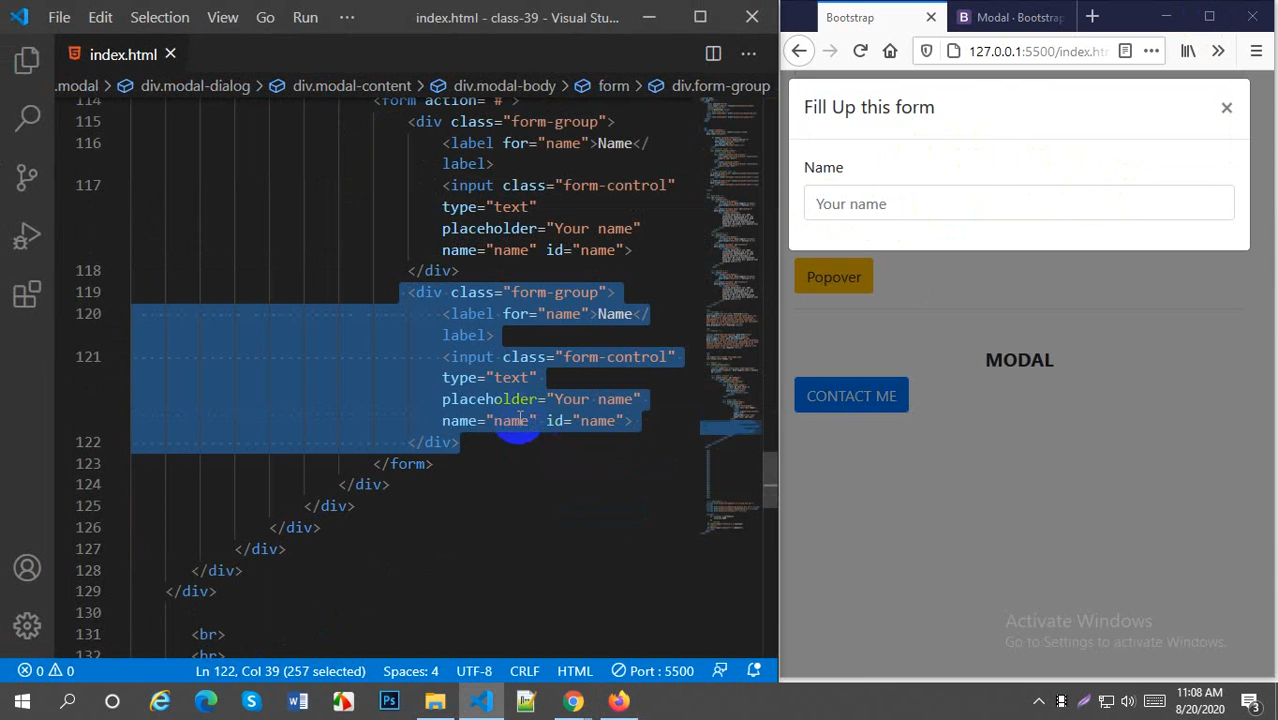 File Edit Selection View Go Run ··· index.html - class-39 - Visual Stu...
index.html
.modal > div.modal-dialog > div.modal-content > div.modal-body > form > div.form-group
114 <form action="#">
115 <div class="form-group">
116 <label for="name">Name</
label>
117 <input class="form-control"
type="text"
placeholder="Your name"
name="name" id="name">
118 </div>
119 <div class="form-group">
120 <label for="name">Name</
label>
121 <input class="form-control"
type="text"
placeholder="Your name"
name="name" id="name">
122 </div>
123 </form>
124 </div>
125 </div>
126 </div>
127 </div>
128 </div>
129 </div>
130
131 <br>
132 <br>
0 0 Ln 122, Col 39 (257 selected) Spaces: 4 UTF-8 CRLF HTML Port : 5500
Bootstrap Modal · Bootstrap
127.0.0.1:5500/index.ht
Fill Up this form ×
Name
Your name
Popover
MODAL
CONTACT ME
Activate Windows
Go to Settings to activate Windows.
11:08 AM
8/20/2020
3